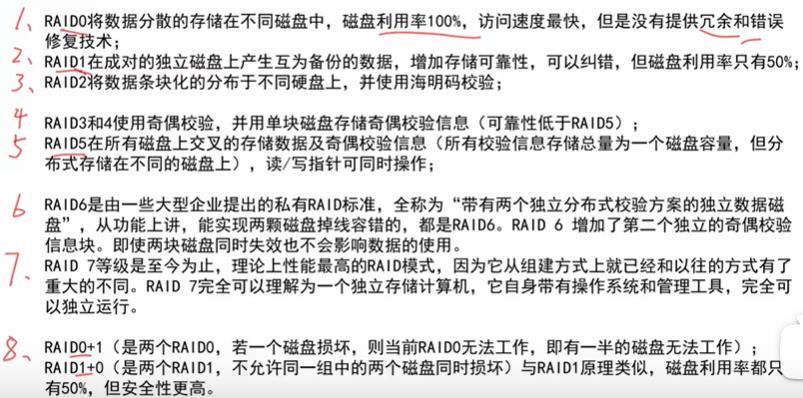 1、RAID0将数据分散的存储在不同磁盘中，磁盘利用率100%，访问速度最快，但是没有提供冗余和错误
修复技术；
2、RAID1在成对的独立磁盘上产生互为备份的数据，增加存储可靠性，可以纠错，但磁盘利用率只有50%；
3、RAID2将数据条块化的分布于不同硬盘上，并使用海明码校验；
4 RAID3和4使用奇偶校验，并用单块磁盘存储奇偶校验信息（可靠性低于RAID5）；
5 RAID5在所有磁盘上交叉的存储数据及奇偶校验信息（所有校验信息存储总量为一个磁盘容量，但分
布式存储在不同的磁盘上），读/写指针可同时操作；
6 RAID6是由一些大型企业提出的私有RAID标准，全称为“带有两个独立分布式校验方案的独立数据磁
盘”，从功能上讲，能实现两颗磁盘掉线容错的，都是RAID6。RAID 6 增加了第二个独立的奇偶校验
信息块。即使两块磁盘同时失效也不会影响数据的使用。
7、RAID 7等级是至今为止，理论上性能最高的RAID模式，因为它从组建方式上就已经和以往的方式有了
重大的不同。RAID 7完全可以理解为一个独立存储计算机，它自身带有操作系统和管理工具，完全可
以独立运行。
8、RAID0+1（是两个RAID0，若一个磁盘损坏，则当前RAID0无法工作，即有一半的磁盘无法工作）；
RAID1+0（是两个RAID1，不允许同一组中的两个磁盘同时损坏）与RAID1原理类似，磁盘利用率都只
有50%，但安全性更高。